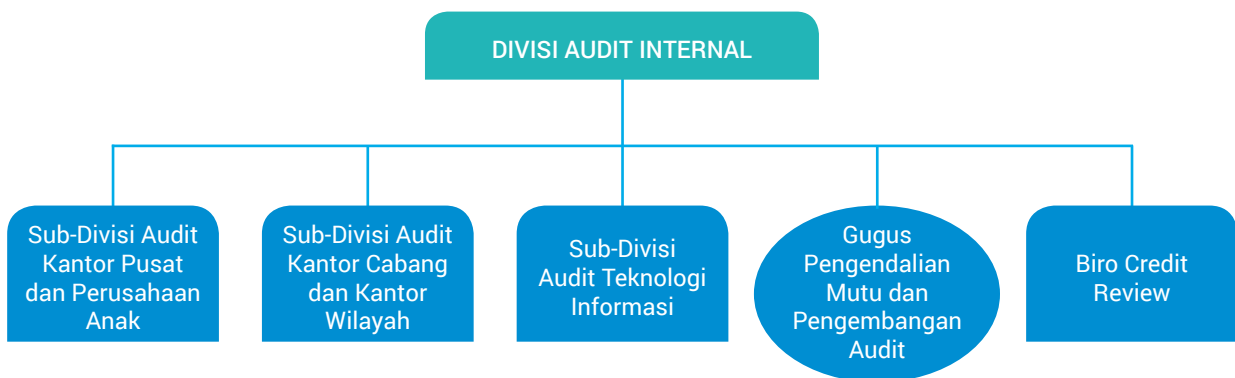 DIVISI AUDIT INTERNAL
Sub-Divisi Audit
Kantor Pusat
dan Perusahaan
Anak
Sub-Divisi Audit
Kantor Cabang
dan Kantor
Wilayah
Sub-Divisi
Audit Teknologi
Informasi
Gugus
Pengendalian
Mutu dan
Pengembangan
Audit
Biro Credit
Review